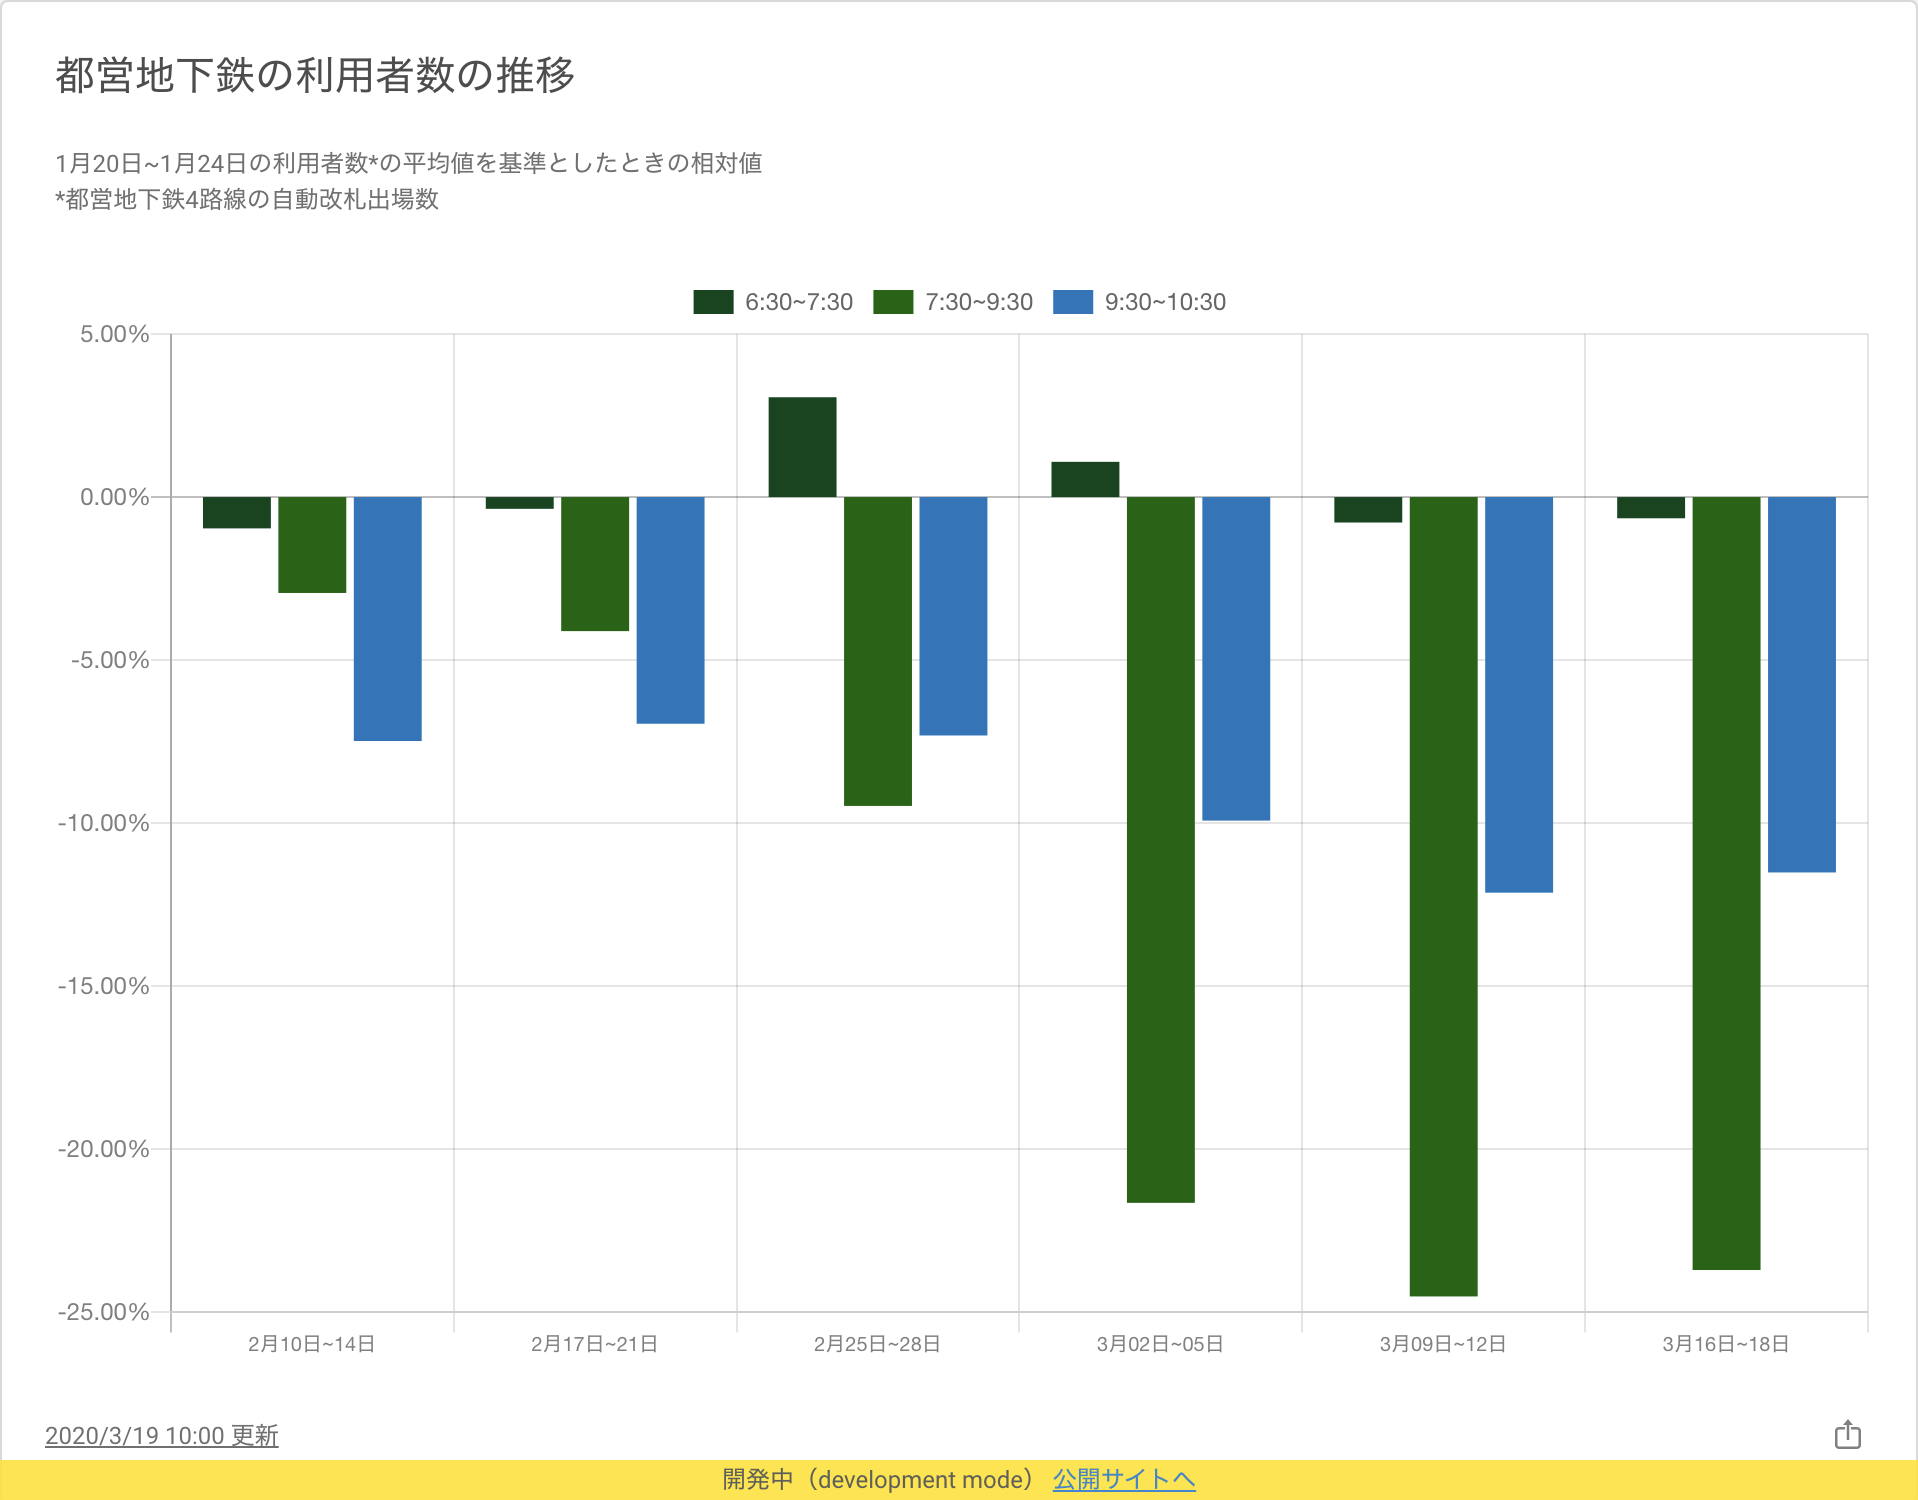 都営地下鉄の利用者数の推移
1月20日~1月24日の利用者数*の平均値を基準としたときの相対値
*都営地下鉄4路線の自動改札出場数
6:30~7:30 7:30~9:30 9:30~10:30
5.00%
0.00%
-5.00%
-10.00%
-15.00%
-20.00%
-25.00%
2月10日~14日 2月17日~21日 2月25日~28日 3月02日~05日 3月09日~12日 3月16日~18日
2020/3/19 10:00 更新
開発中（development mode） 公開サイトへ